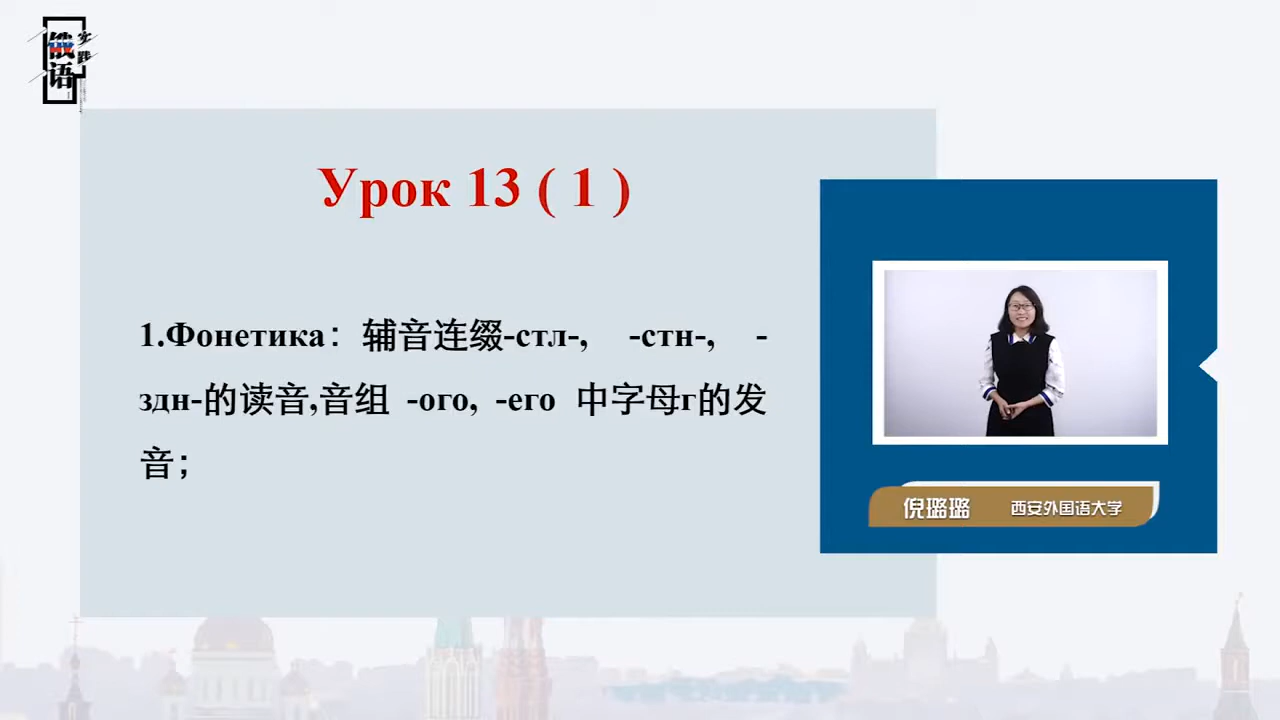 俄语
实践
Урок 13 ( 1 )
1.Фонетика：辅音连缀-стл-, -стн-, -
здн-的读音,音组 -ого, -его 中字母г的发
音；
倪璐璐 西安外国语大学